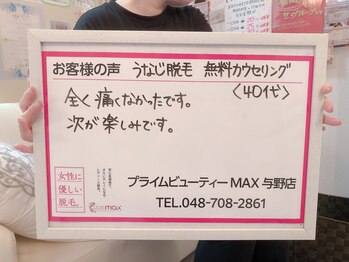 お客様の声 うなじ脱毛 無料カウンセリング
〈40代〉
全く痛くなかったです。
次が楽しみです。
女性に
優しい
脱毛。
max
プライムビューティーMAX 与野店
TEL.048-708-2861